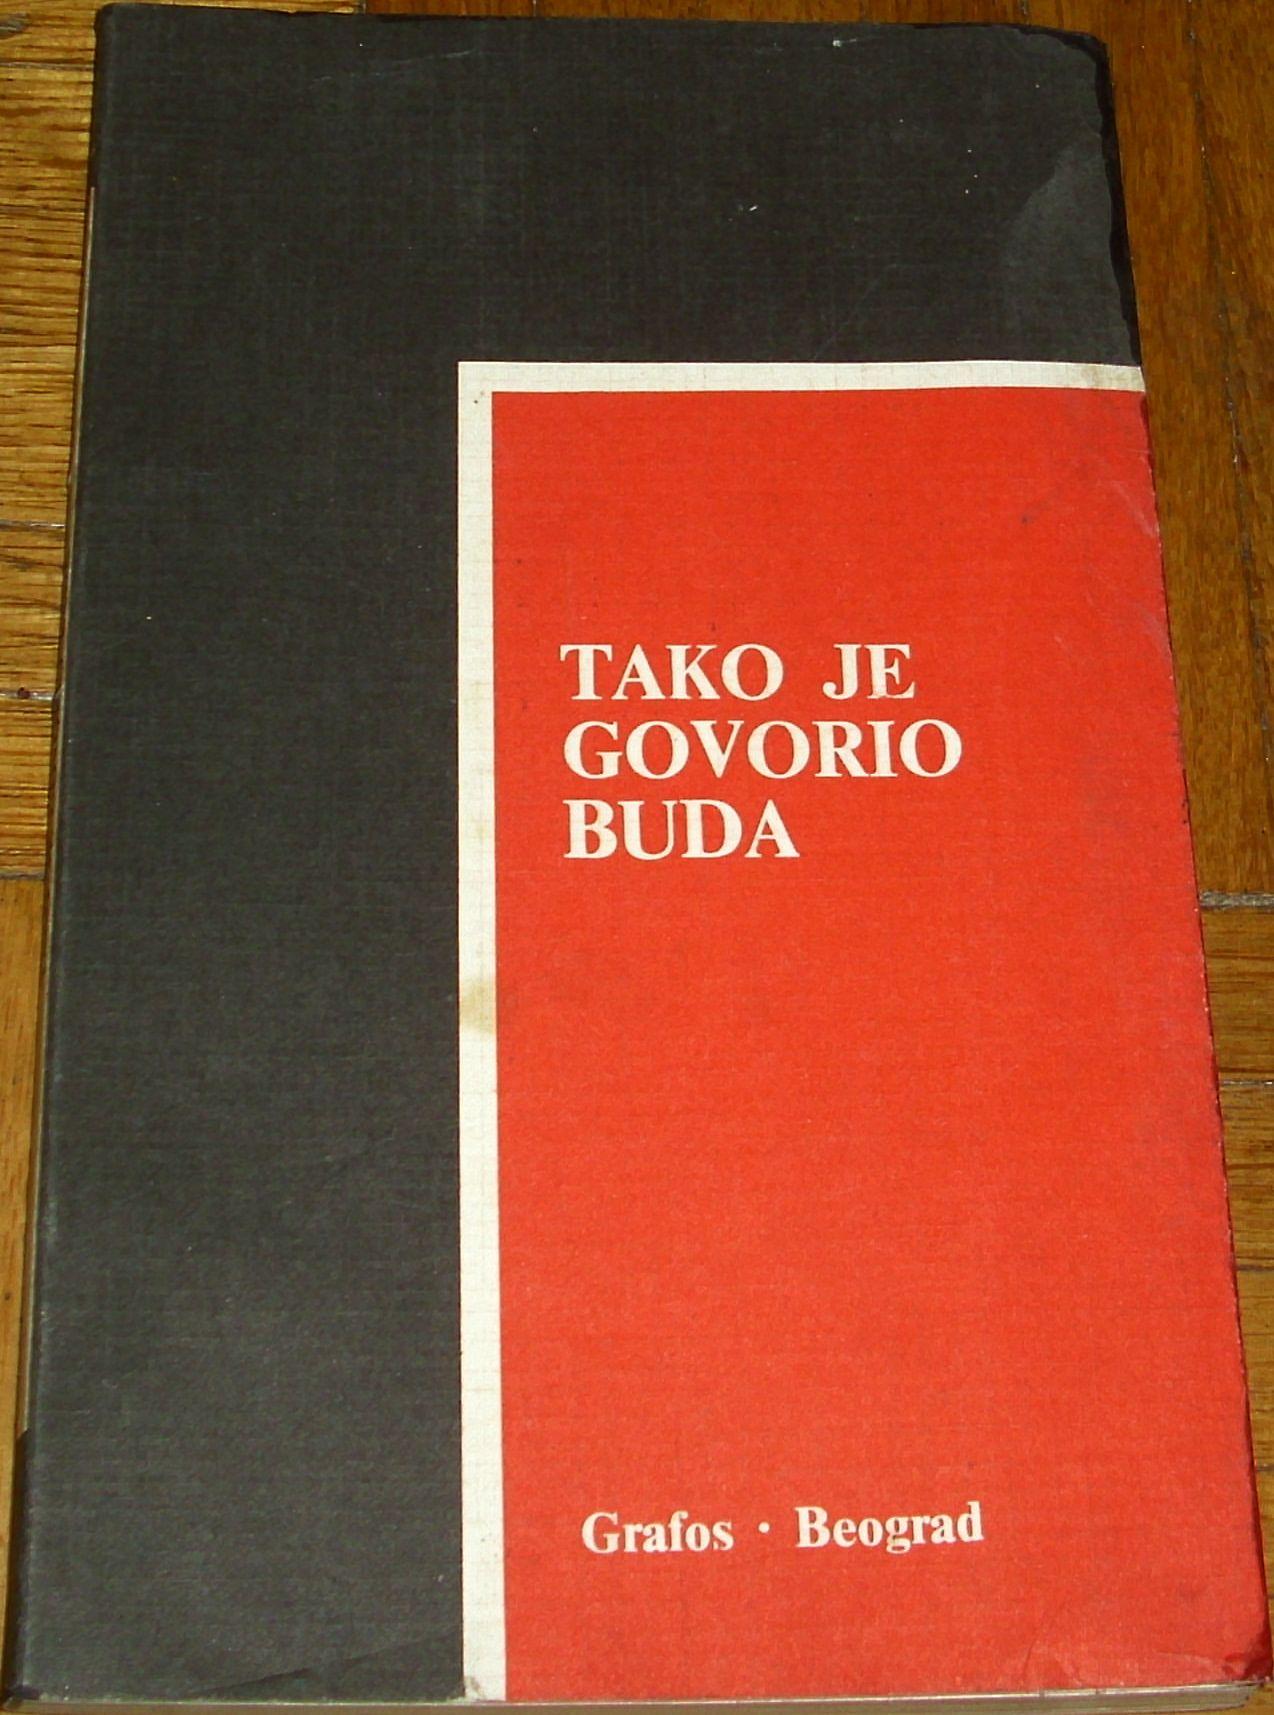 TAKO JE
GOVORIO
BUDA
Grafos · Beograd